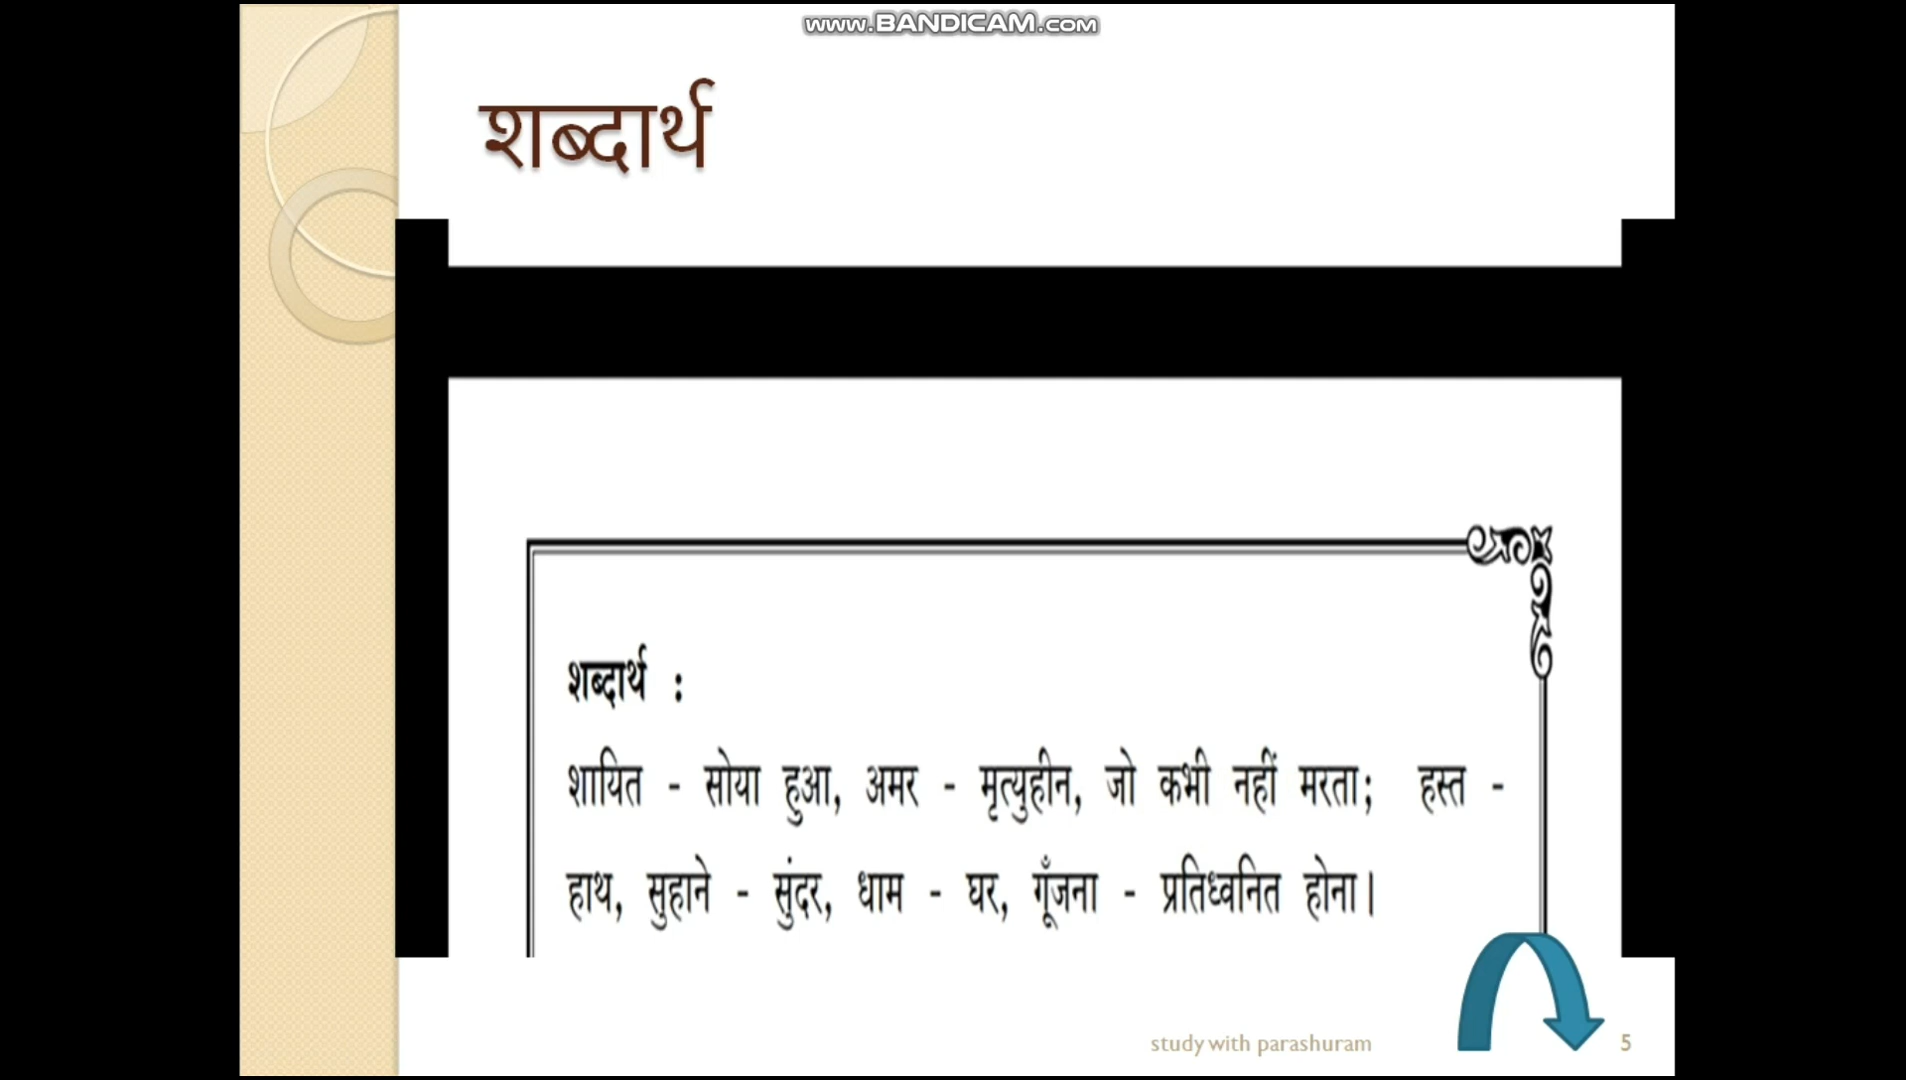 www.BANDICAM.com
शब्दार्थ
शब्दार्थ :
शायित - सोया हुआ, अमर - मृत्युहीन, जो कभी नहीं मरता; हस्त -
हाथ, सुहाने - सुंदर, धाम - घर, गूँजना - प्रतिध्वनित होना।
study with parashuram
5